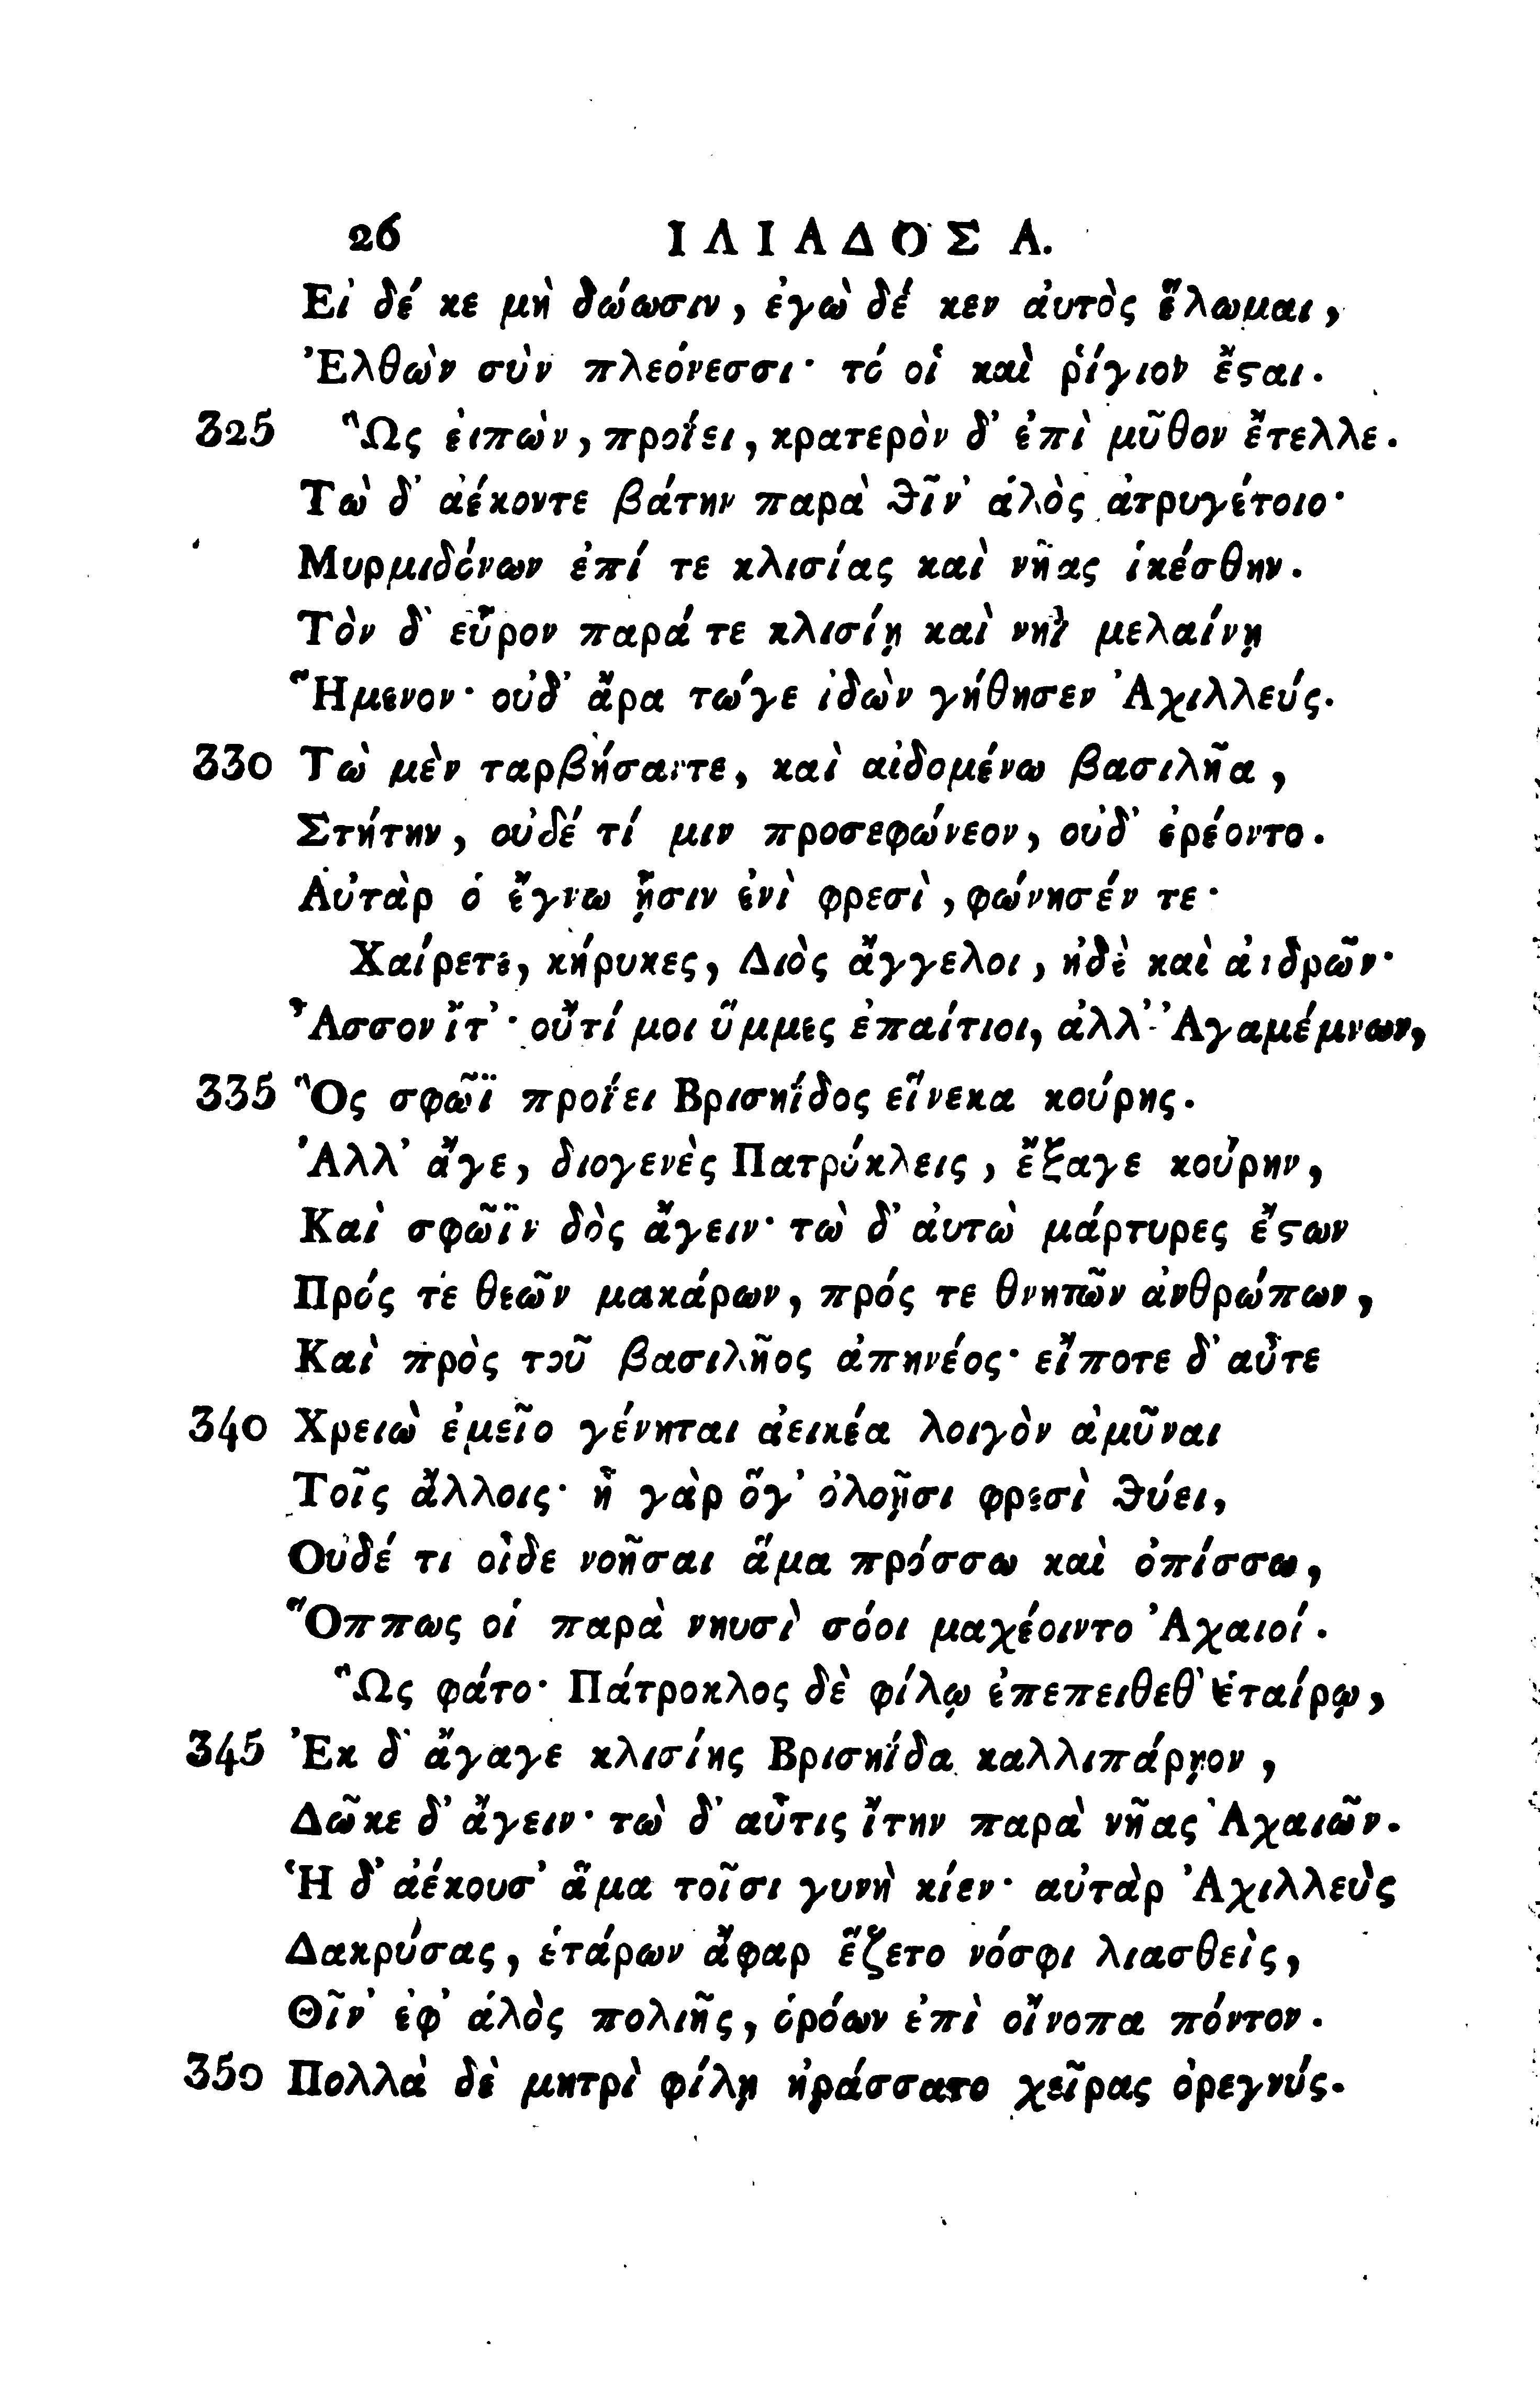 26 ΙΛΙΑΔΟΣ Α.
Εἰ δέ κε μὴ δώωσιν, ἐγὼ δέ κεν ἀυτὸς ἕλωμαι,
Ἐλθὼν σὺν πλεόνεσσι· τό οἱ καὶ ῥίγιον ἔςαι.
325 Ὣς ἐιπὼν, προΐει, κρατερὸν δ' ἐπὶ μῦθον ἔτελλε.
Τὼ δ' ἀέκοντε βάτην παρὰ ϑῖν' ἁλὸς ἀτρυγέτοιο·
Μυρμιδόνων ἐπί τε κλισίας καὶ νῆας ἱκέσθην.
Τὸν δ' εὗρον παρά τε κλισίῃ καὶ νηῒ μελαίνῃ
Ἥμενον· οὐδ' ἄρα τώγε ἰδὼν γήθησεν Ἀχιλλεύς.
330 Τὼ μὲν ταρβήσαντε, καὶ αἰδομένω βασιλῆα,
Στήτην, οὐδέ τί μιν προσεφώνεον, οὐδ' ἐρέοντο.
Αὐτὰρ ὁ ἔγνω ᾗσιν ἐνὶ φρεσὶ, φώνησέν τε·
Χαίρετε, κήρυκες, Διὸς ἄγγελοι, ἠδὲ καὶ ἀιδρῶν·
Ἆσσον ἴτ'· οὔτί μοι ὔμμες ἐπαίτιοι, ἀλλ' Ἀγαμέμνων,
335 Ὃς σφῶϊ προΐει Βρισηΐδος εἵνεκα κούρης.
Ἀλλ' ἄγε, διογενὲς Πατρόκλεις, ἔξαγε κούρην,
Καὶ σφῶϊν δὸς ἄγειν· τὼ δ' ἀυτὼ μάρτυρες ἔςων
Πρός τε θεῶν μακάρων, πρός τε θνητῶν ἀνθρώπων,
Καὶ πρὸς τοῦ βασιλῆος ἀπηνέος· εἴποτε δ' αὖτε
340 Χρειὼ ἐμεῖο γένηται ἀεικέα λοιγὸν ἀμῦναι
Τοῖς ἄλλοις· ἦ γὰρ ὅγ' ὀλοῇσι φρεσὶ ϑύει,
Οὐδέ τι οἶδε νοῆσαι ἅμα πρόσσω καὶ ὀπίσσω,
Ὅππως οἱ παρὰ νηυσὶ σόοι μαχέοιντο Ἀχαιοί.
Ὣς φάτο· Πάτροκλος δὲ φίλῳ ἐπεπειθεθ' ἑταίρῳ,
345 Ἐκ δ' ἄγαγε κλισίης Βρισηΐδα καλλιπάρῃον,
Δῶκε δ' ἄγειν· τὼ δ' αὖτις ἴτην παρὰ νῆας Ἀχαιῶν.
Ἡ δ' ἀέκουσ' ἅμα τοῖσι γυνὴ κίεν· αὐτὰρ Ἀχιλλεὺς
Δακρύσας, ἑτάρων ἄφαρ ἕζετο νόσφι λιασθεὶς,
Θῖν' ἐφ' ἁλὸς πολιῆς, ὁρόων ἐπὶ οἴνοπα πόντον.
350 Πολλὰ δὲ μητρὶ φίλῃ ἠράσσατο χεῖρας ὀρεγνύς.